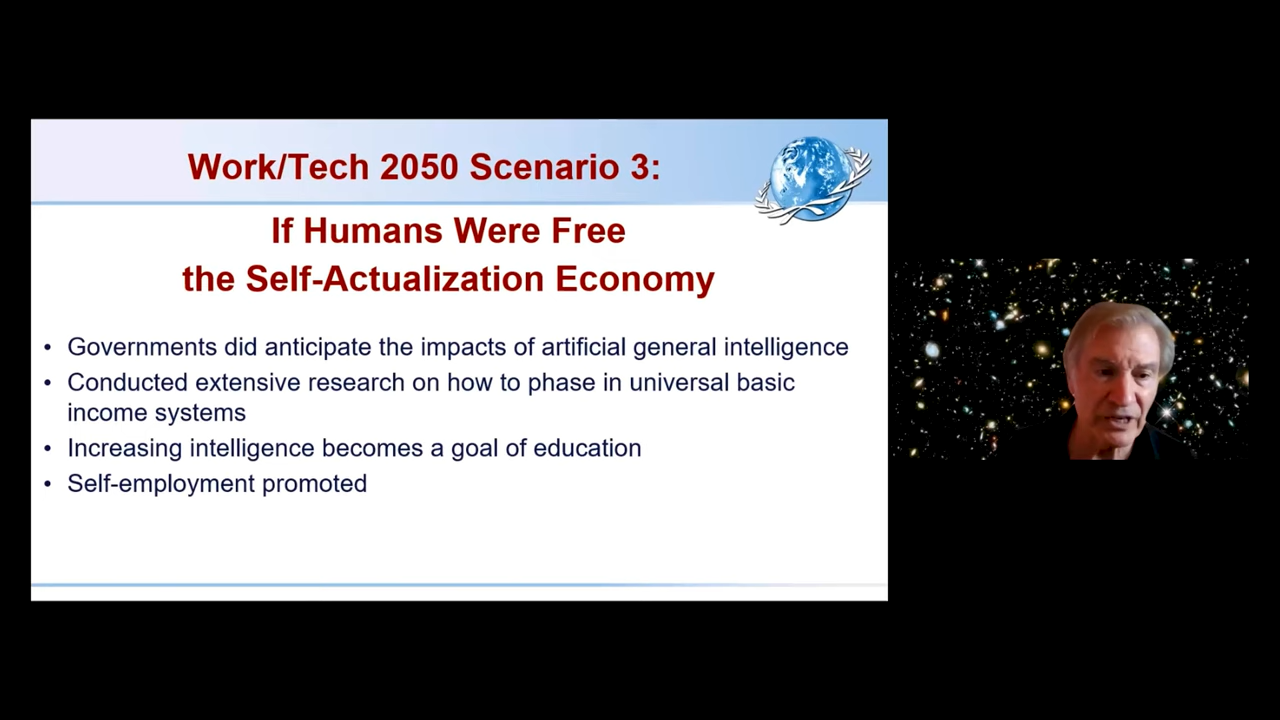 Work/Tech 2050 Scenario 3:
If Humans Were Free
the Self-Actualization Economy
• Governments did anticipate the impacts of artificial general intelligence
• Conducted extensive research on how to phase in universal basic
income systems
• Increasing intelligence becomes a goal of education
• Self-employment promoted